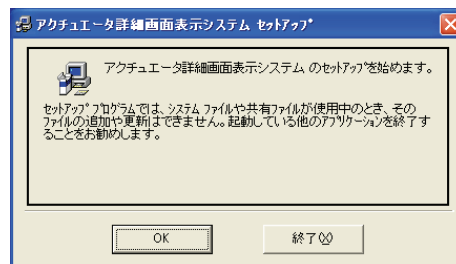 アクチュエータ詳細画面表示システム ｾｯﾄｱｯﾌﾟ
アクチュエータ詳細画面表示システム のｾｯﾄｱｯﾌﾟを始めます。
ｾｯﾄｱｯﾌﾟ ﾌﾟﾛｸﾞﾗﾑでは、ｼｽﾃﾑ ﾌｧｲﾙや共有ﾌｧｲﾙが使用中のとき、その
ﾌｧｲﾙの追加や更新はできません。起動している他のｱﾌﾟﾘｹｰｼｮﾝを終了す
ることをお勧めします。
OK
終了(X)